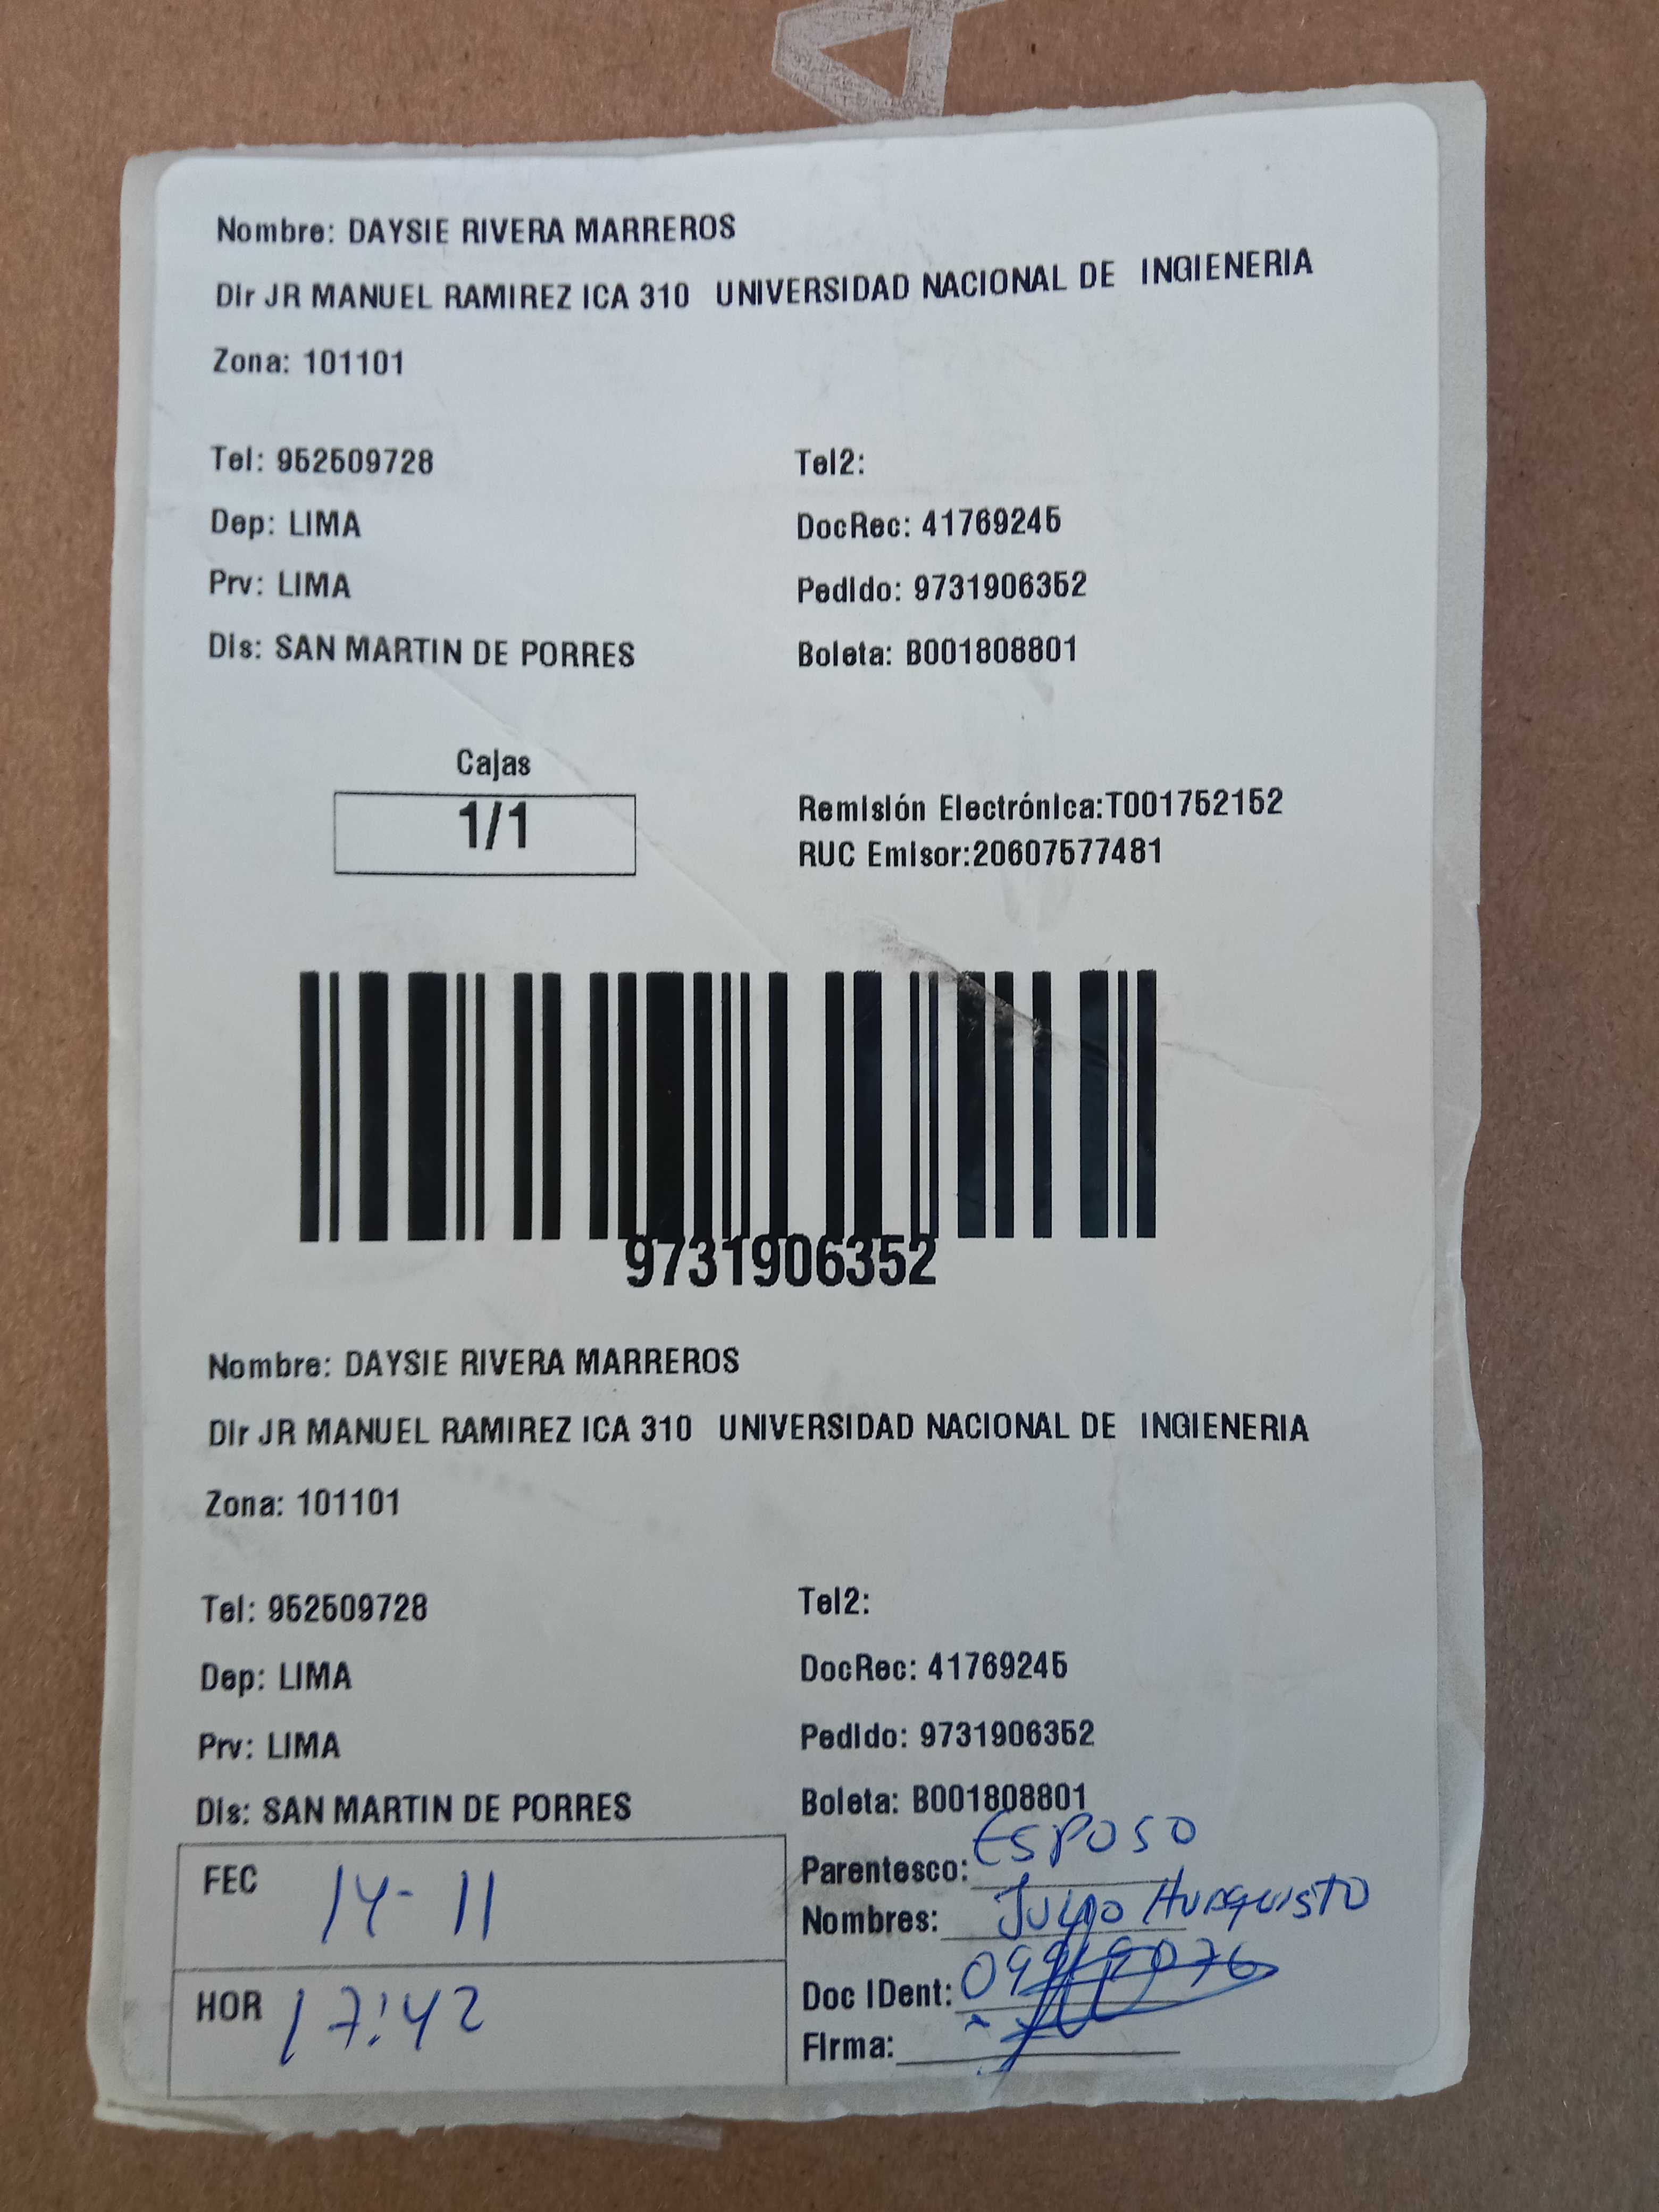 Nombre: DAYSIE RIVERA MARREROS
Dir JR MANUEL RAMIREZ ICA 310 UNIVERSIDAD NACIONAL DE INGIENERIA
Zona: 101101
Tel: 952509728 Tel2:
Dep: LIMA DocRec: 41769245
Prv: LIMA Pedido: 9731906352
Dis: SAN MARTIN DE PORRES Boleta: B001808801
Cajas
1/1
Remisión Electrónica:T001752152
RUC Emisor:20607577481
9731906352
Nombre: DAYSIE RIVERA MARREROS
Dir JR MANUEL RAMIREZ ICA 310 UNIVERSIDAD NACIONAL DE INGIENERIA
Zona: 101101
Tel: 952509728 Tel2:
Dep: LIMA DocRec: 41769245
Prv: LIMA Pedido: 9731906352
Dis: SAN MARTIN DE PORRES Boleta: B001808801
FEC 14-11
HOR 17:42
Parentesco: ESPOSO
Nombres:
Doc IDent:
Firma: